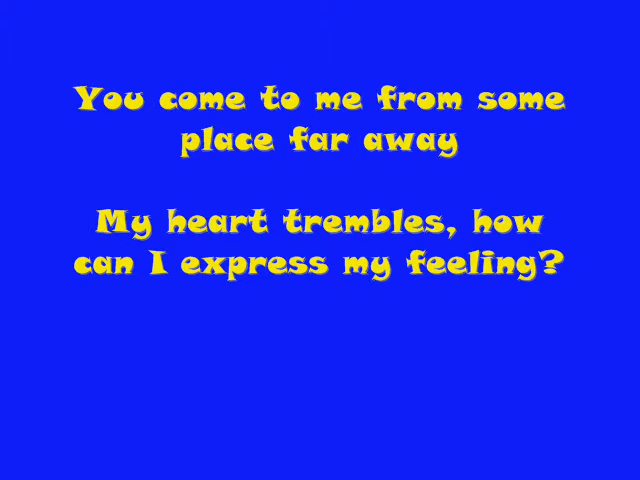 You come to me from some
place far away
My heart trembles, how
can I express my feeling?